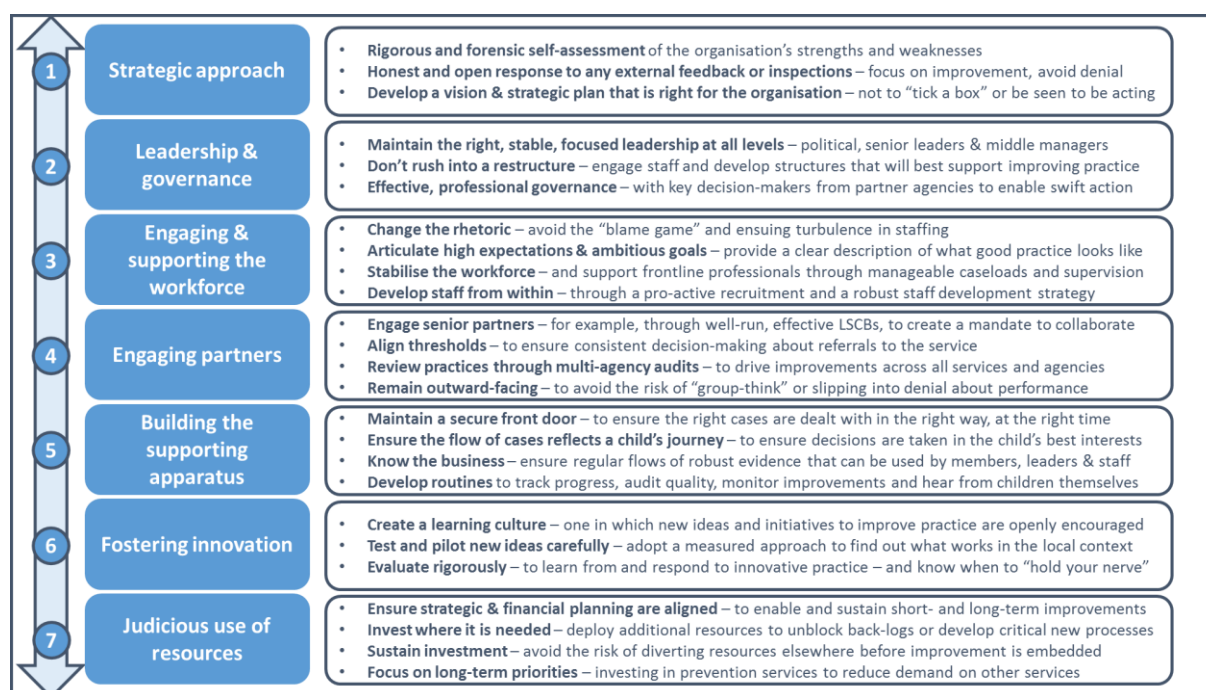 1
Strategic approach
• Rigorous and forensic self-assessment of the organisation's strengths and weaknesses
• Honest and open response to any external feedback or inspections – focus on improvement, avoid denial
• Develop a vision & strategic plan that is right for the organisation – not to "tick a box" or be seen to be acting
2
Leadership &
governance
• Maintain the right, stable, focused leadership at all levels – political, senior leaders & middle managers
• Don't rush into a restructure – engage staff and develop structures that will best support improving practice
• Effective, professional governance – with key decision-makers from partner agencies to enable swift action
3
Engaging &
supporting the
workforce
• Change the rhetoric – avoid the "blame game" and ensuing turbulence in staffing
• Articulate high expectations & ambitious goals – provide a clear description of what good practice looks like
• Stabilise the workforce – and support frontline professionals through manageable caseloads and supervision
• Develop staff from within – through a pro-active recruitment and a robust staff development strategy
4
Engaging partners
• Engage senior partners – for example, through well-run, effective LSCBs, to create a mandate to collaborate
• Align thresholds – to ensure consistent decision-making about referrals to the service
• Review practices through multi-agency audits – to drive improvements across all services and agencies
• Remain outward-facing – to avoid the risk of "group-think" or slipping into denial about performance
5
Building the
supporting
apparatus
• Maintain a secure front door – to ensure the right cases are dealt with in the right way, at the right time
• Ensure the flow of cases reflects a child's journey – to ensure decisions are taken in the child's best interests
• Know the business – ensure regular flows of robust evidence that can be used by members, leaders & staff
• Develop routines to track progress, audit quality, monitor improvements and hear from children themselves
6
Fostering innovation
• Create a learning culture – one in which new ideas and initiatives to improve practice are openly encouraged
• Test and pilot new ideas carefully – adopt a measured approach to find out what works in the local context
• Evaluate rigorously – to learn from and respond to innovative practice – and know when to "hold your nerve"
7
Judicious use of
resources
• Ensure strategic & financial planning are aligned – to enable and sustain short- and long-term improvements
• Invest where it is needed – deploy additional resources to unblock back-logs or develop critical new processes
• Sustain investment – avoid the risk of diverting resources elsewhere before improvement is embedded
• Focus on long-term priorities – investing in prevention services to reduce demand on other services